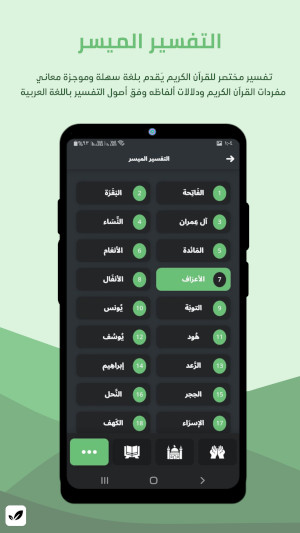 التفسير الميسر
تفسير مختصر للقرآن الكريم يُقدم بلغة سهلة وموجزة معاني
مفردات القرآن الكريم ودلالات ألفاظه وفق أصول التفسير باللغة العربية
١٠:٤
التفسير الميسر
1 الفَاتِحَة
2 البَقَرَة
3 آل عِمران
4 النِّسَاء
5 المَائدة
6 الأنعَام
7 الأعرَاف
8 الأنفَال
9 التوبَة
10 يُونس
11 هُود
12 يُوسُف
13 الرَّعد
14 إبراهِيم
15 الحِجر
16 النَّحل
17 الإسرَاء
18 الكَهف